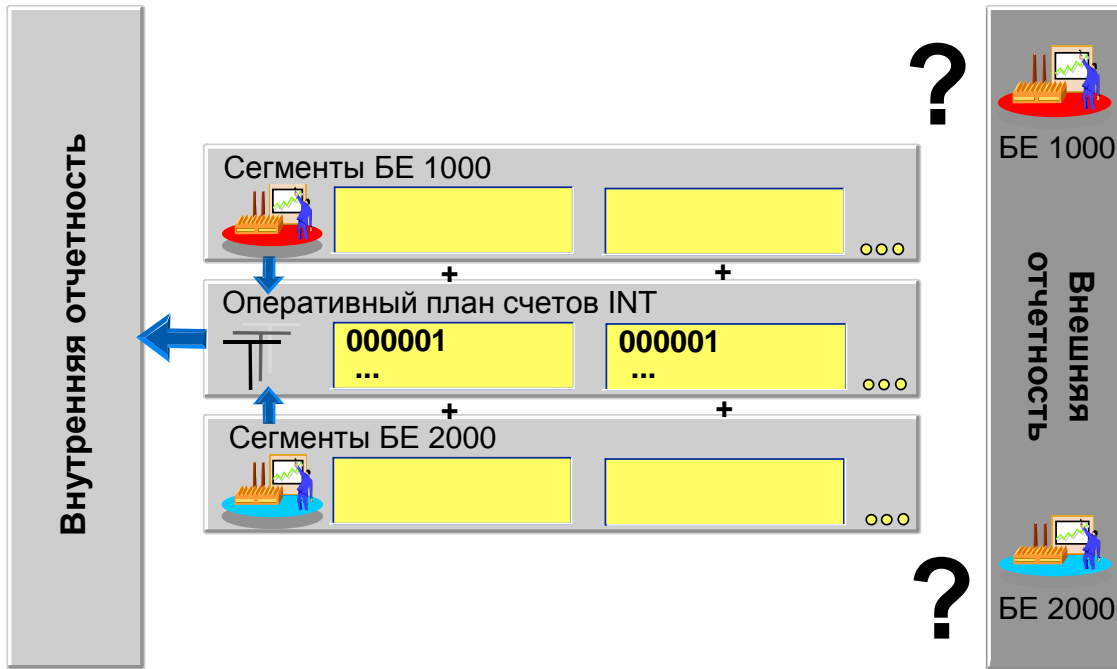 Внутренняя отчетность
?
Сегменты БЕ 1000
+ +
Оперативный план счетов INT
000001 000001
... ...
+ +
Сегменты БЕ 2000
?
БЕ 1000
Внешняя
отчетность
БЕ 2000